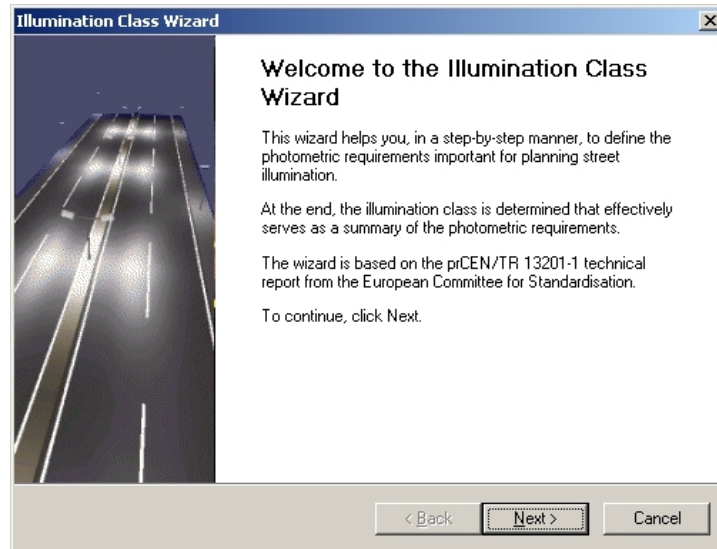 Illumination Class Wizard
Welcome to the Illumination Class
Wizard
This wizard helps you, in a step-by-step manner, to define the
photometric requirements important for planning street
illumination.
At the end, the illumination class is determined that effectively
serves as a summary of the photometric requirements.
The wizard is based on the prCEN/TR 13201-1 technical
report from the European Committee for Standardisation.
To continue, click Next.
< Back Next > Cancel